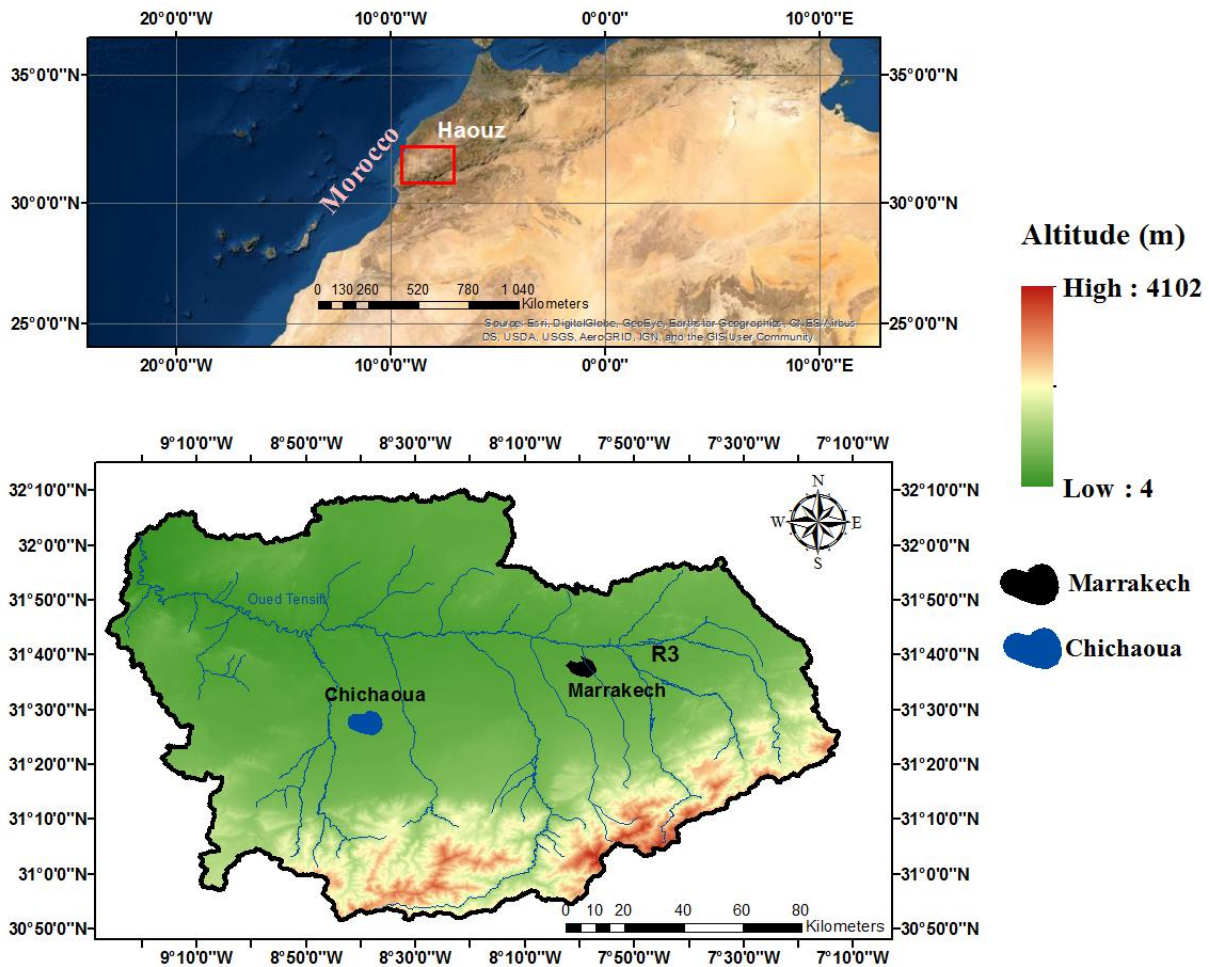 20°0'0"W 10°0'0"W 0°0'0"E 10°0'0"E
35°0'0"N 35°0'0"N
Haouz
Morocco
30°0'0"N 30°0'0"N
0 130 260 520 780 1 040
Kilometers
25°0'0"N 25°0'0"N
Source: Esri, DigitalGlobe, GeoEye, Earthstar Geographics, CNES/Airbus
DS, USDA, USGS, AeroGRID, IGN, and the GIS User Community
20°0'0"W 10°0'0"W 0°0'0"E 10°0'0"E
Altitude (m)
High : 4102
Low : 4
Marrakech
Chichaoua
9°10'0"W 8°50'0"W 8°30'0"W 8°10'0"W 7°50'0"W 7°30'0"W 7°10'0"W
32°10'0"N 32°10'0"N
N
W E
S
32°0'0"N 32°0'0"N
31°50'0"N 31°50'0"N
Oued Tensift
31°40'0"N 31°40'0"N
R3
Marrakech
Chichaoua
31°30'0"N 31°30'0"N
31°20'0"N 31°20'0"N
31°10'0"N 31°10'0"N
31°0'0"N 31°0'0"N
0 10 20 40 60 80
Kilometers
30°50'0"N 30°50'0"N
9°10'0"W 8°50'0"W 8°30'0"W 8°10'0"W 7°50'0"W 7°30'0"W 7°10'0"W